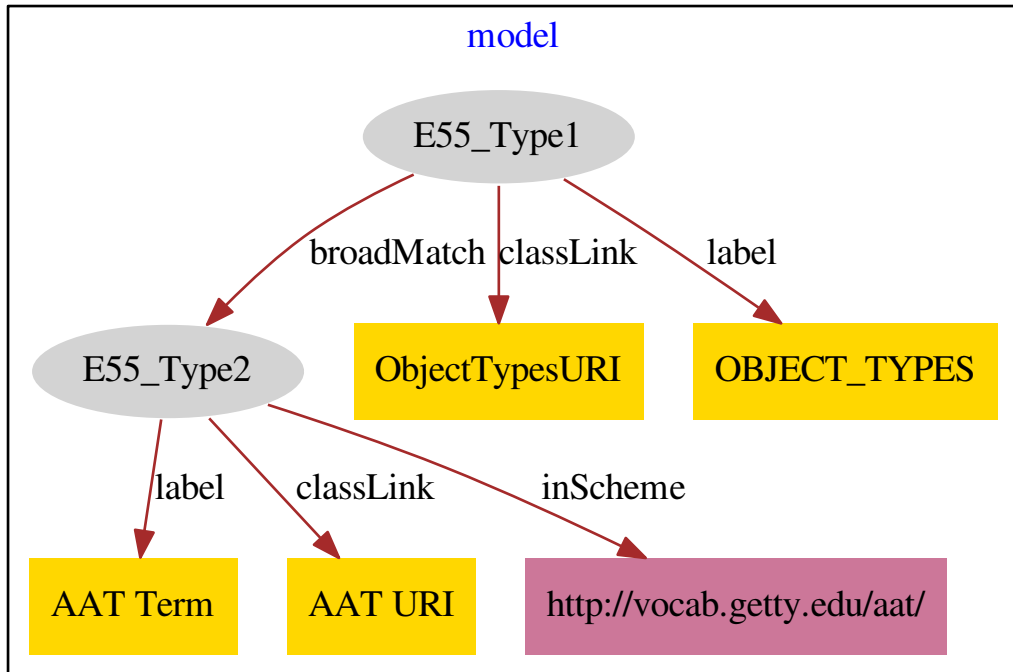 model
E55_Type1
broadMatch
classLink
label
E55_Type2
ObjectTypesURI
OBJECT_TYPES
label
classLink
inScheme
AAT Term
AAT URI
http://vocab.getty.edu/aat/